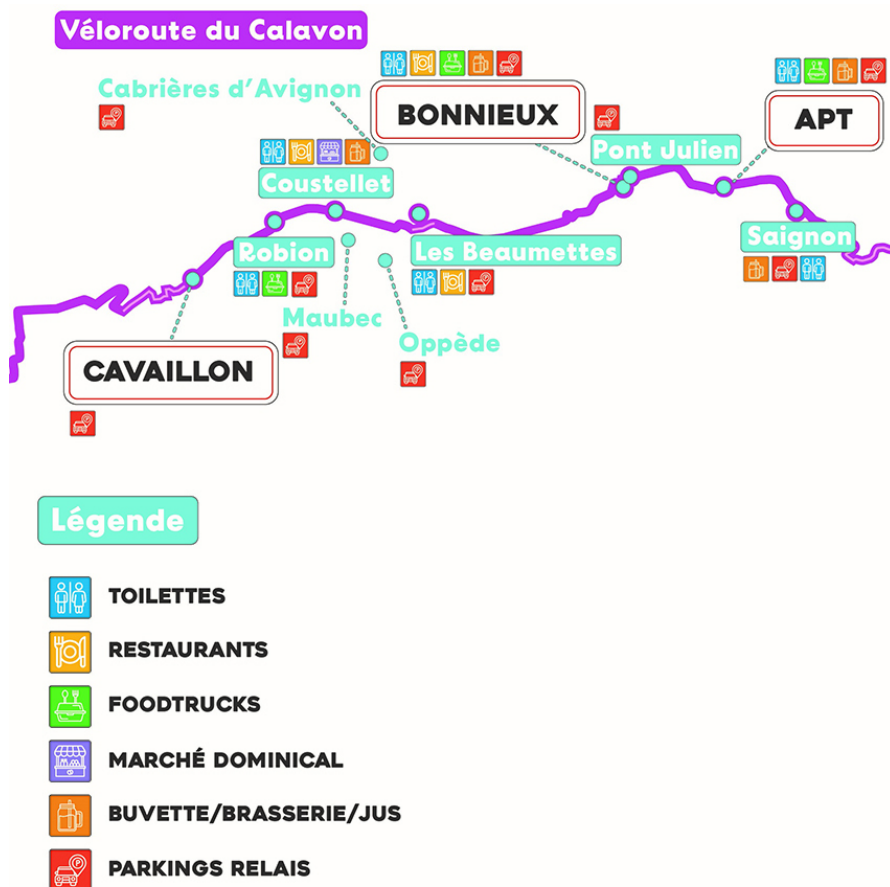 Véloroute du Calavon
Cabrières d'Avignon
BONNIEUX
APT
Pont Julien
Coustellet
Robion
Les Beaumettes
Saignon
Maubec
Oppède
CAVAILLON
Légende
TOILETTES
RESTAURANTS
FOODTRUCKS
MARCHÉ DOMINICAL
BUVETTE/BRASSERIE/JUS
PARKINGS RELAIS